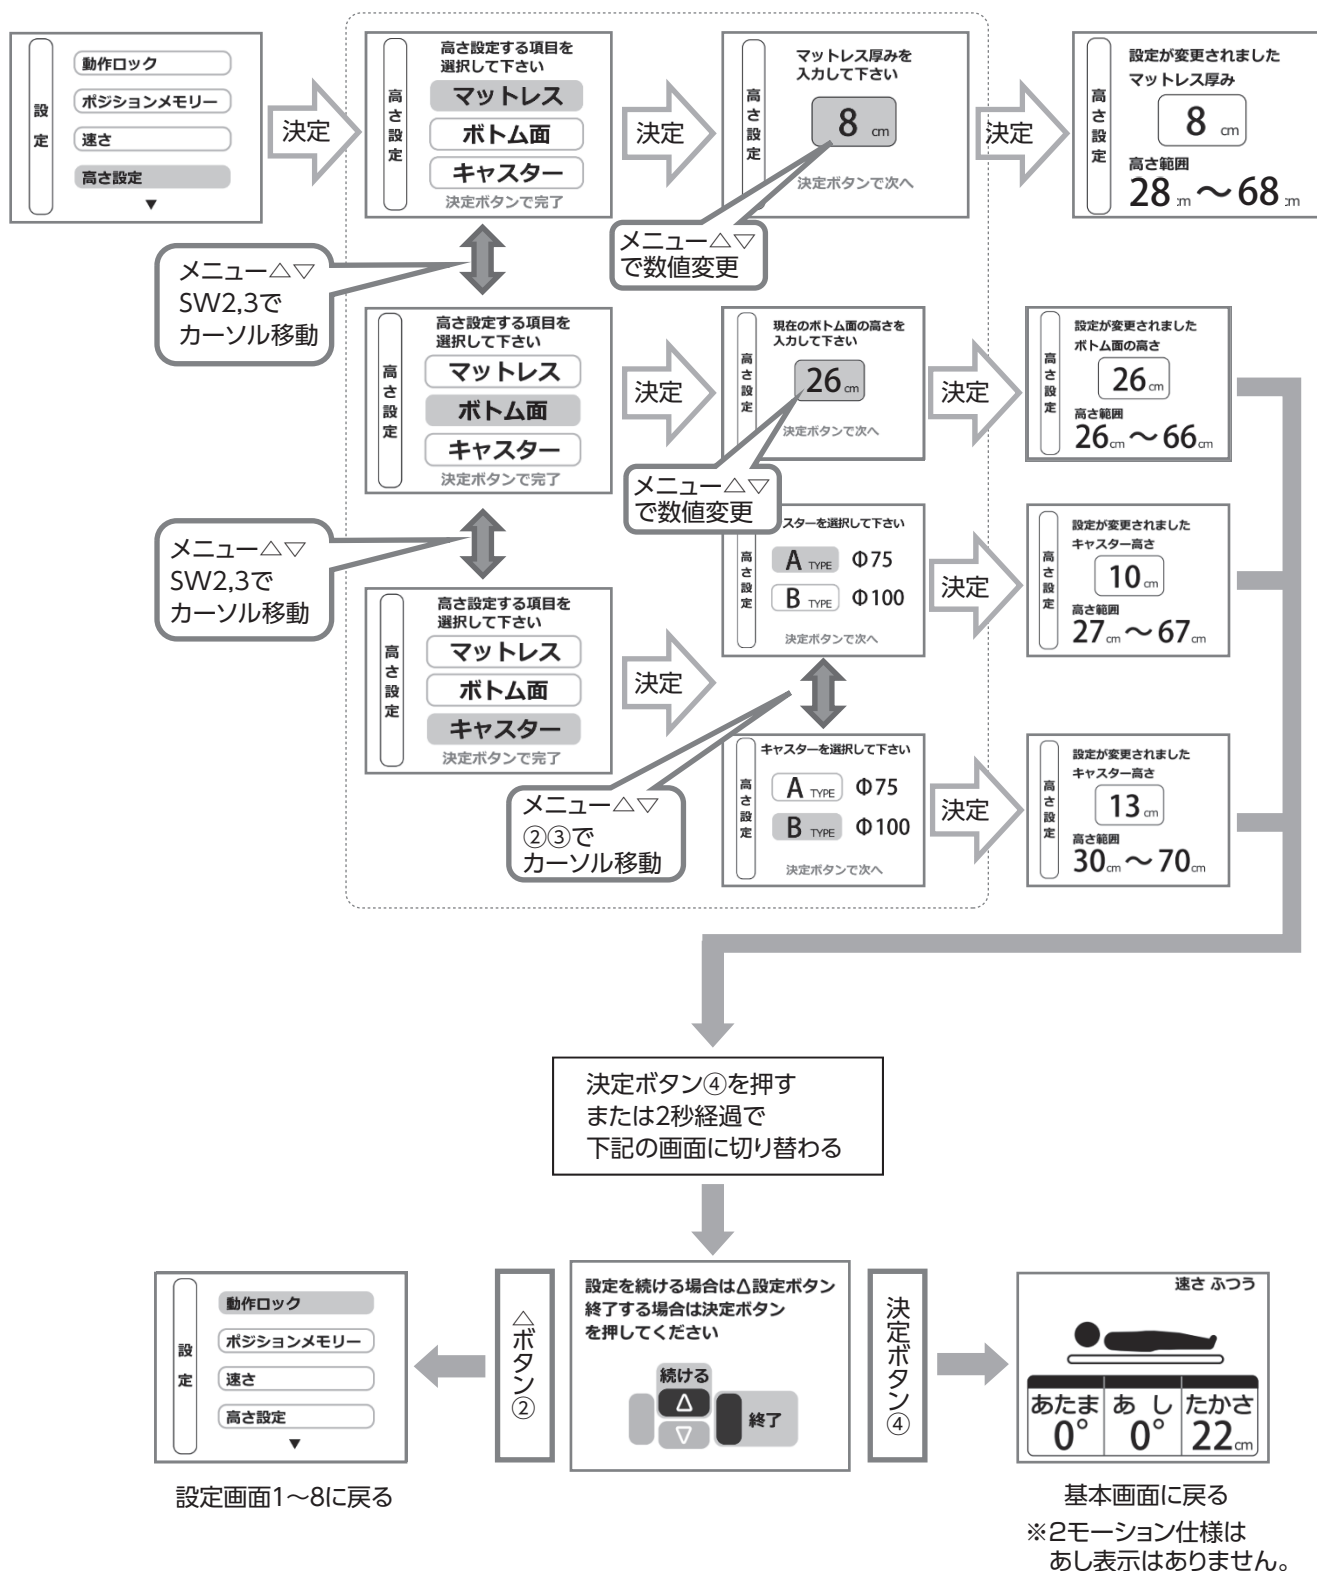 設定
動作ロック
ポジションメモリー
速さ
高さ設定
▼
決定
高さ設定
高さ設定する項目を
選択して下さい
マットレス
ボトム面
キャスター
決定ボタンで完了
決定
高さ設定
マットレス厚みを
入力して下さい
8 cm
決定ボタンで次へ
決定
高さ設定
設定が変更されました
マットレス厚み
8 cm
高さ範囲
28 cm～68 cm
メニュー△▽
SW2,3で
カーソル移動
メニュー△▽
で数値変更
高さ設定
高さ設定する項目を
選択して下さい
マットレス
ボトム面
キャスター
決定ボタンで完了
決定
高さ設定
現在のボトム面の高さを
入力して下さい
26 cm
決定ボタンで次へ
決定
高さ設定
設定が変更されました
ボトム面の高さ
26 cm
高さ範囲
26cm～66cm
メニュー△▽
で数値変更
メニュー△▽
SW2,3で
カーソル移動
高さ設定
スターを選択して下さい
A TYPE Φ75
B TYPE Φ100
決定ボタンで次へ
決定
高さ設定
設定が変更されました
キャスター高さ
10 cm
高さ範囲
27cm～67cm
高さ設定
高さ設定する項目を
選択して下さい
マットレス
ボトム面
キャスター
決定ボタンで完了
決定
メニュー△▽
②③で
カーソル移動
高さ設定
キャスターを選択して下さい
A TYPE Φ75
B TYPE Φ100
決定ボタンで次へ
決定
高さ設定
設定が変更されました
キャスター高さ
13 cm
高さ範囲
30cm～70cm
決定ボタン④を押す
または2秒経過で
下記の画面に切り替わる
設定
動作ロック
ポジションメモリー
速さ
高さ設定
▼
設定画面1～8に戻る
△ボタン②
設定を続ける場合は△設定ボタン
終了する場合は決定ボタン
を押してください
続ける
△
▽
終了
決定ボタン④
速さ ふつう
あたま あし たかさ
0° 0° 22cm
基本画面に戻る
※2モーション仕様は
あし表示はありません。